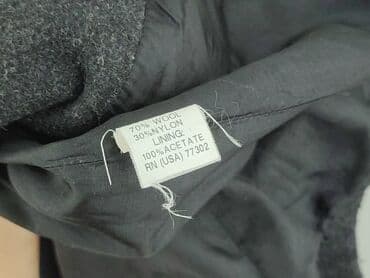 70% WOOL
30% NYLON
LINING:
100% ACETATE
RN (USA) 77302